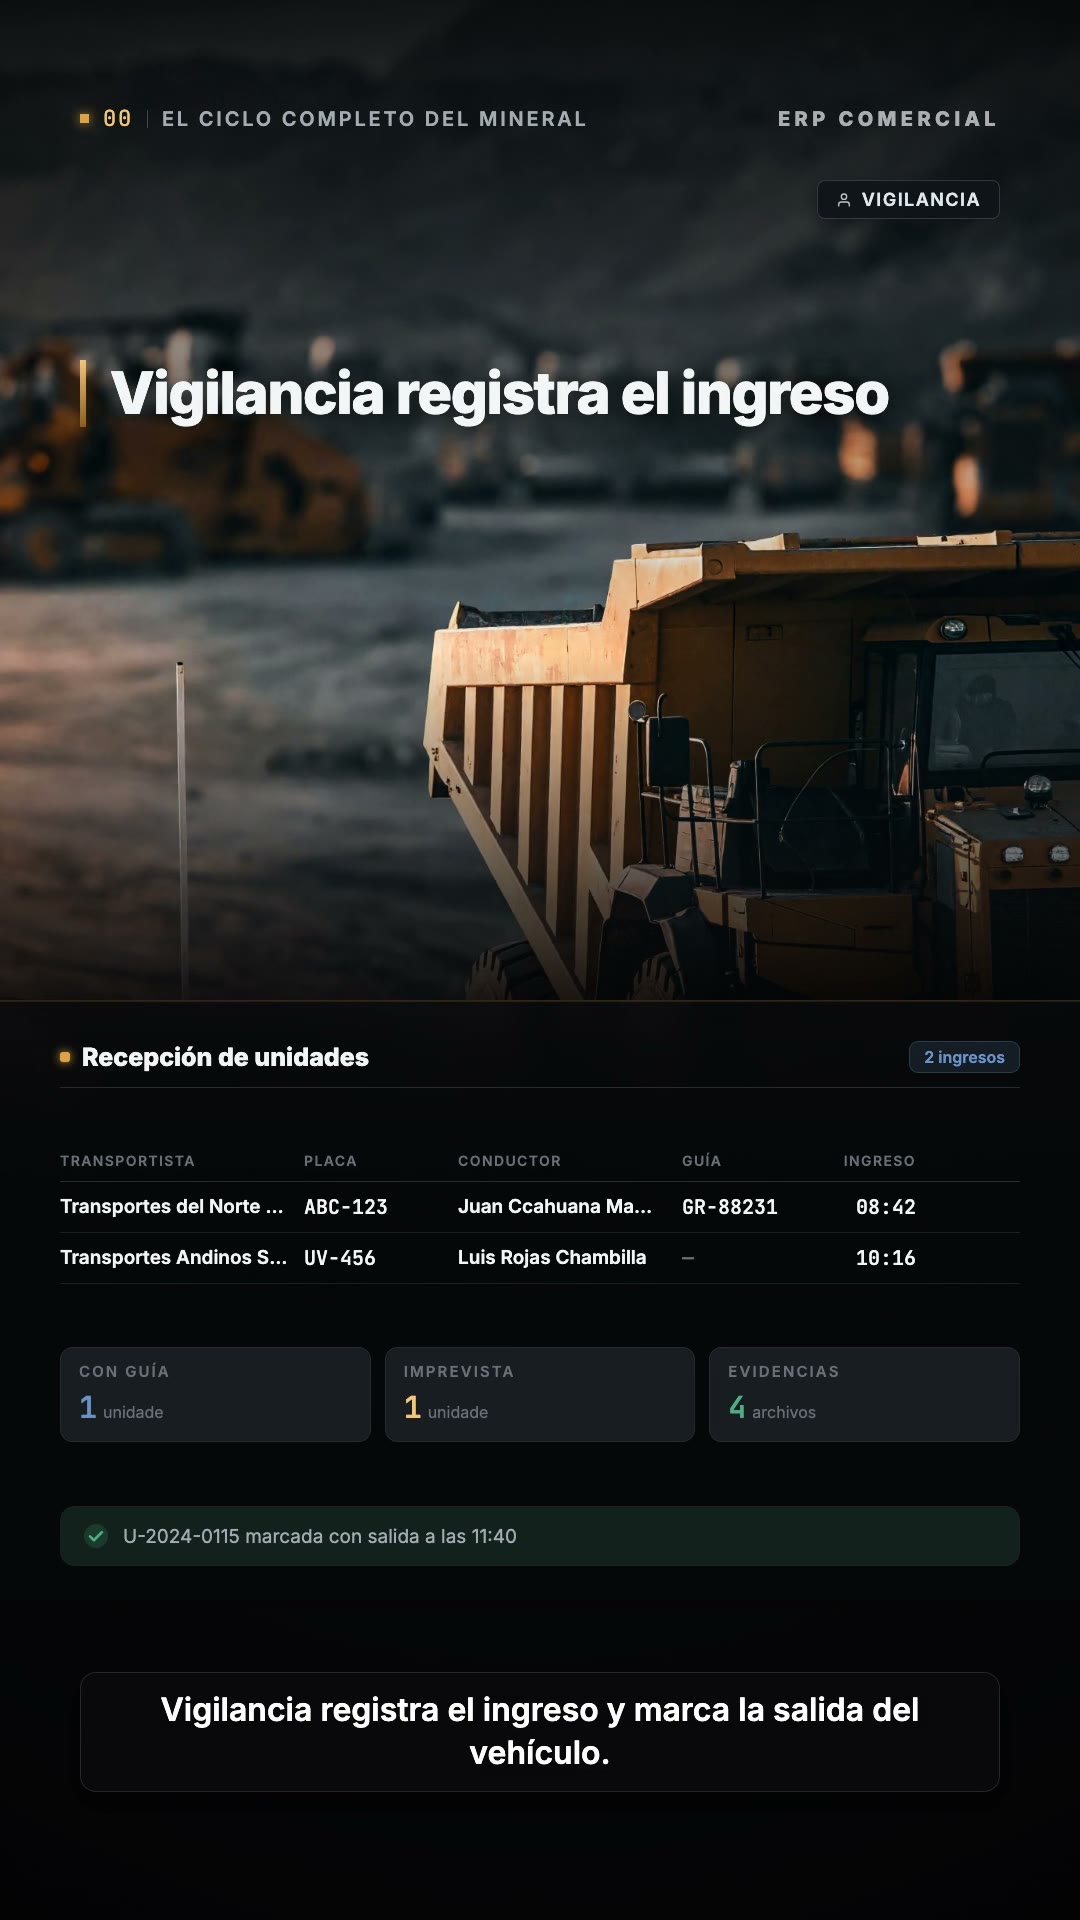 00 EL CICLO COMPLETO DEL MINERAL ERP COMERCIAL
VIGILANCIA
Vigilancia registra el ingreso
Recepción de unidades 2 ingresos
TRANSPORTISTA PLACA CONDUCTOR GUÍA INGRESO
Transportes del Norte ... ABC-123 Juan Ccahuana Ma... GR-88231 08:42
Transportes Andinos S... UV-456 Luis Rojas Chambilla — 10:16
CON GUÍA IMPREVISTA EVIDENCIAS
1 unidade 1 unidade 4 archivos
U-2024-0115 marcada con salida a las 11:40
Vigilancia registra el ingreso y marca la salida del
vehículo.